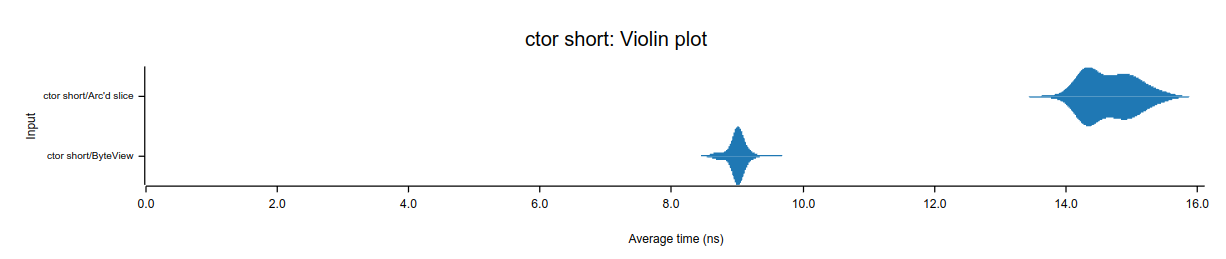 ctor short: Violin plot
Input
ctor short/Arc'd slice
ctor short/ByteView
0.0 2.0 4.0 6.0 8.0 10.0 12.0 14.0 16.0
Average time (ns)